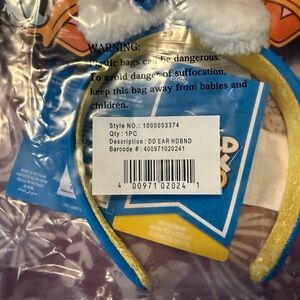 WARNING:
Plastic bags can be dangerous.
To avoid danger of suffocation,
keep this bag away from babies and
children.
Style NO.: 1000003374
Qty : 1PC
Description : DD EAR HDBND
Barcode # : 400971020241
4 00971 02024 1